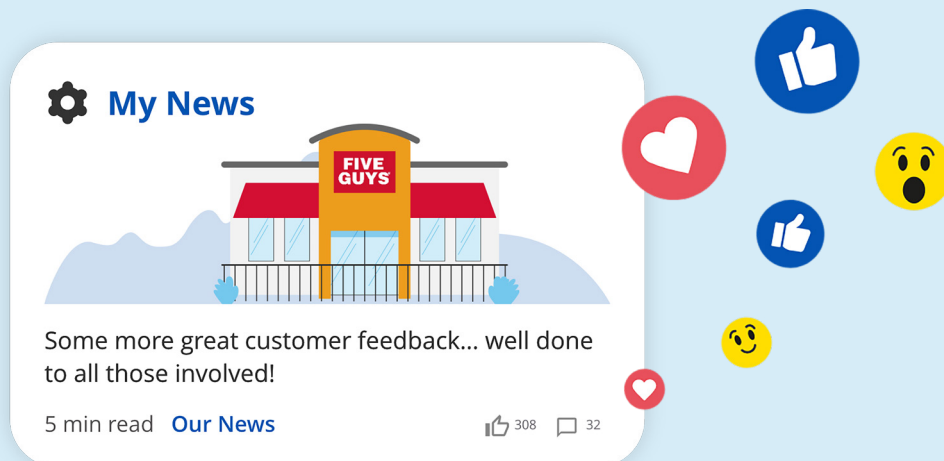 My News
FIVE
GUYS
Some more great customer feedback... well done
to all those involved!
5 min read Our News 308 32